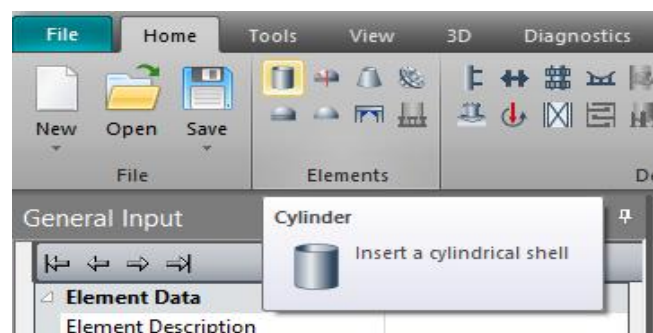 File Home Tools View 3D Diagnostics
New Open Save
File Elements
General Input
Cylinder
Insert a cylindrical shell
Element Data
Element Description